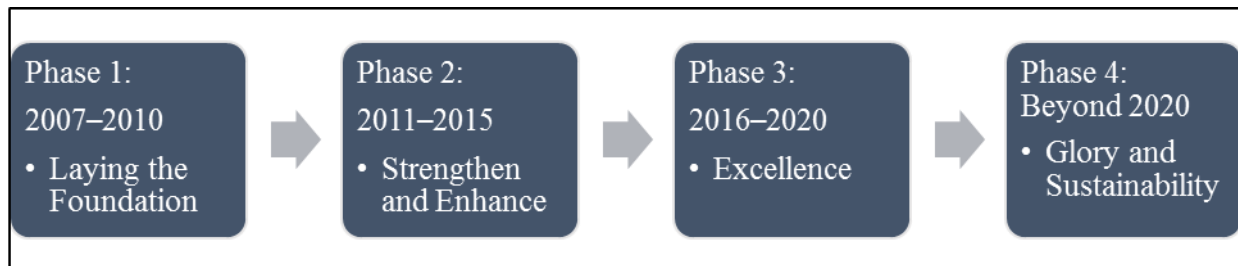 Phase 1:
2007–2010
• Laying the
Foundation
Phase 2:
2011–2015
• Strengthen
and Enhance
Phase 3:
2016–2020
• Excellence
Phase 4:
Beyond 2020
• Glory and
Sustainability